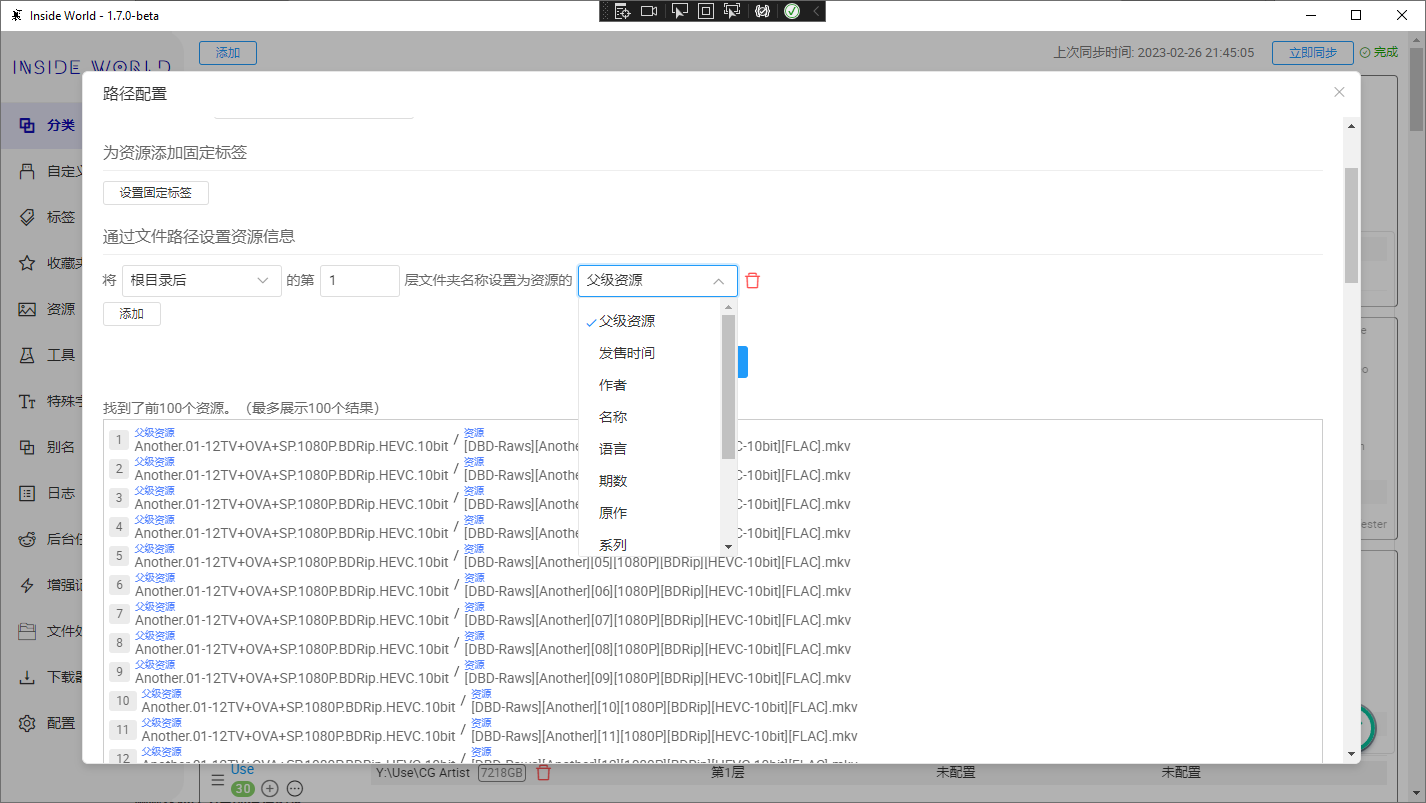 Inside World - 1.7.0-beta
INSIDE WORLD
添加
上次同步时间: 2023-02-26 21:45:05
立即同步
完成
路径配置
分类
为资源添加固定标签
自定义
设置固定标签
标签
通过文件路径设置资源信息
收藏夹
将 根目录后 的第 1 层文件夹名称设置为资源的 父级资源
资源
添加
父级资源
发售时间
工具
作者
特殊字
找到了前100个资源。（最多展示100个结果）
名称
别名
语言
日志
期数
后台任
原作
ester
系列
增强记
文件处
下载器
配置
1 父级资源 资源
Another.01-12TV+OVA+SP.1080P.BDRip.HEVC.10bit / [DBD-Raws][Anothe C-10bit][FLAC].mkv
2 父级资源 资源
Another.01-12TV+OVA+SP.1080P.BDRip.HEVC.10bit / [DBD-Raws][Anothe C-10bit][FLAC].mkv
3 父级资源 资源
Another.01-12TV+OVA+SP.1080P.BDRip.HEVC.10bit / [DBD-Raws][Anothe C-10bit][FLAC].mkv
4 父级资源 资源
Another.01-12TV+OVA+SP.1080P.BDRip.HEVC.10bit / [DBD-Raws][Anothe C-10bit][FLAC].mkv
5 父级资源 资源
Another.01-12TV+OVA+SP.1080P.BDRip.HEVC.10bit / [DBD-Raws][Another][05][1080P][BDRip][HEVC-10bit][FLAC].mkv
6 父级资源 资源
Another.01-12TV+OVA+SP.1080P.BDRip.HEVC.10bit / [DBD-Raws][Another][06][1080P][BDRip][HEVC-10bit][FLAC].mkv
7 父级资源 资源
Another.01-12TV+OVA+SP.1080P.BDRip.HEVC.10bit / [DBD-Raws][Another][07][1080P][BDRip][HEVC-10bit][FLAC].mkv
8 父级资源 资源
Another.01-12TV+OVA+SP.1080P.BDRip.HEVC.10bit / [DBD-Raws][Another][08][1080P][BDRip][HEVC-10bit][FLAC].mkv
9 父级资源 资源
Another.01-12TV+OVA+SP.1080P.BDRip.HEVC.10bit / [DBD-Raws][Another][09][1080P][BDRip][HEVC-10bit][FLAC].mkv
10 父级资源 资源
Another.01-12TV+OVA+SP.1080P.BDRip.HEVC.10bit / [DBD-Raws][Another][10][1080P][BDRip][HEVC-10bit][FLAC].mkv
11 父级资源 资源
Another.01-12TV+OVA+SP.1080P.BDRip.HEVC.10bit / [DBD-Raws][Another][11][1080P][BDRip][HEVC-10bit][FLAC].mkv
12 父级资源 资源
Use Y:\Use\CG Artist 7218GB 第1层 未配置 未配置
30